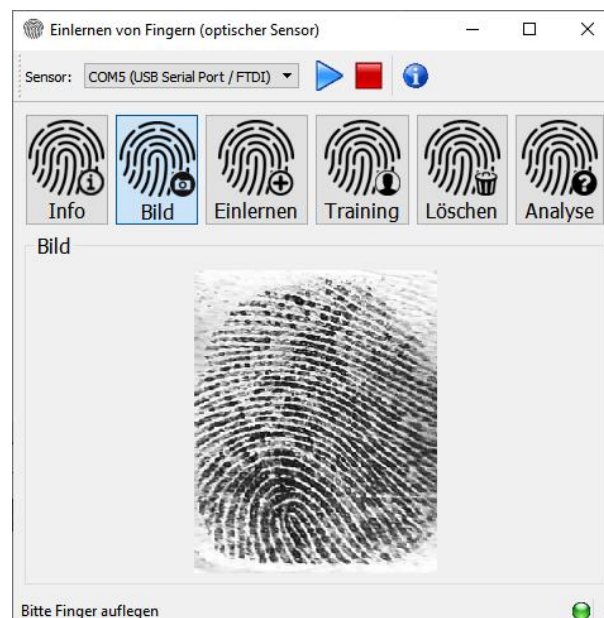 Einlernen von Fingern (optischer Sensor)
Sensor: COM5 (USB Serial Port / FTDI)
Info Bild Einlernen Training Löschen Analyse
Bild
Bitte Finger auflegen